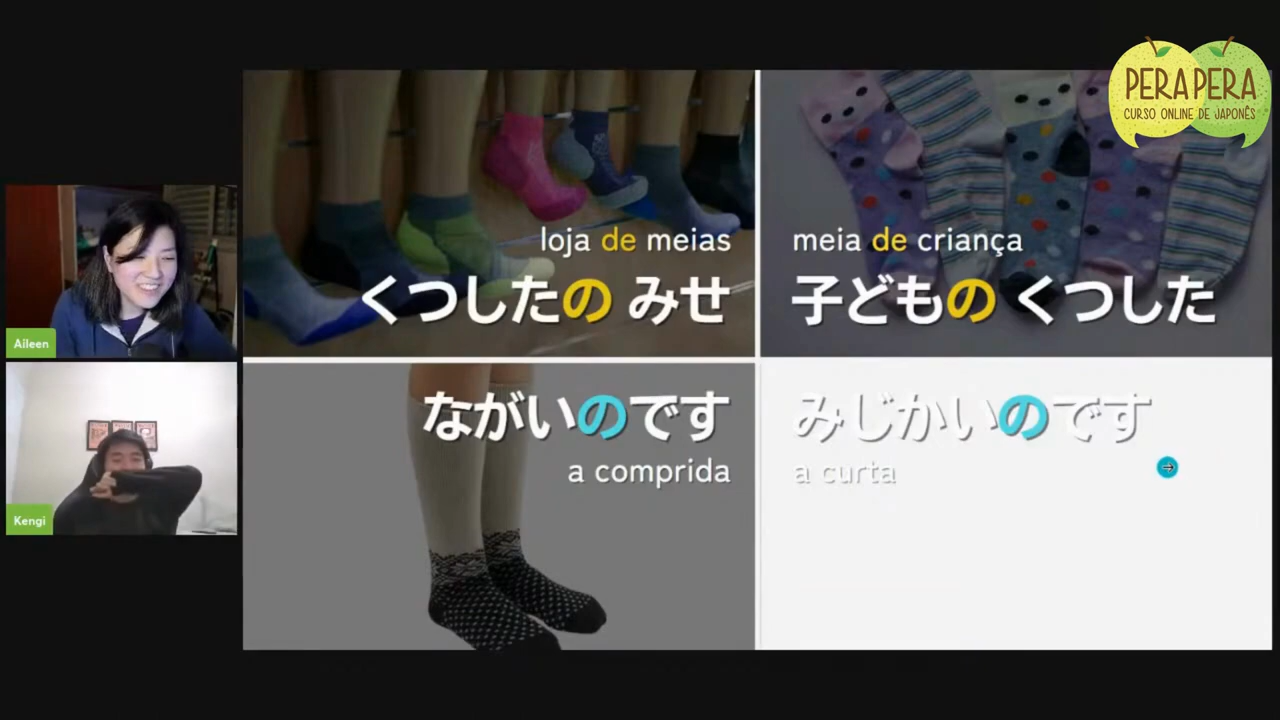 PERAPERA
CURSO ONLINE DE JAPONÊS
loja de meias
くつしたの みせ
meia de criança
子どもの くつした
ながいのです
a comprida
みじかいのです
a curta
Aileen
Kengi